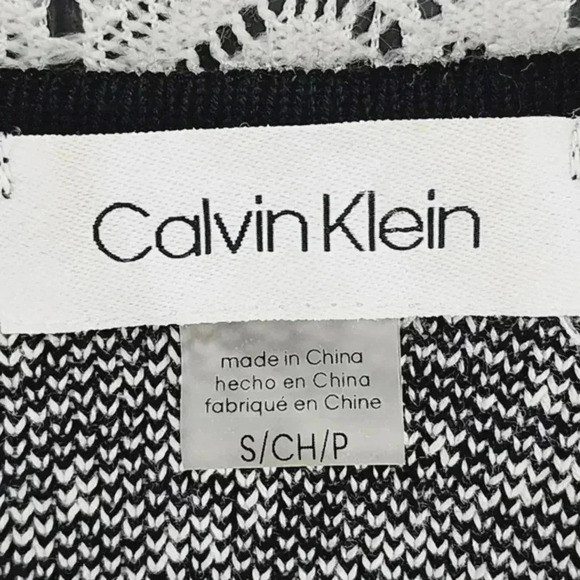 Calvin Klein
made in China
hecho en China
fabriqué en Chine
S/CH/P